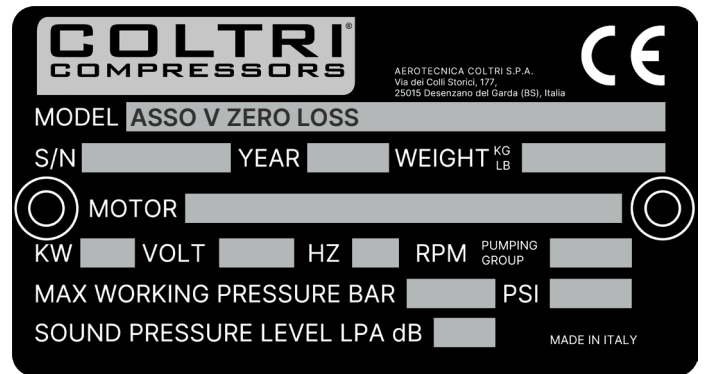 COLTRI®
COMPRESSORS
CE
AEROTECNICA COLTRI S.P.A.
Via dei Colli Storici, 177,
25015 Desenzano del Garda (BS), Italia
MODEL ASSO V ZERO LOSS
S/N YEAR WEIGHT KG LB
MOTOR
KW VOLT HZ RPM PUMPING GROUP
MAX WORKING PRESSURE BAR PSI
SOUND PRESSURE LEVEL LPA dB
MADE IN ITALY